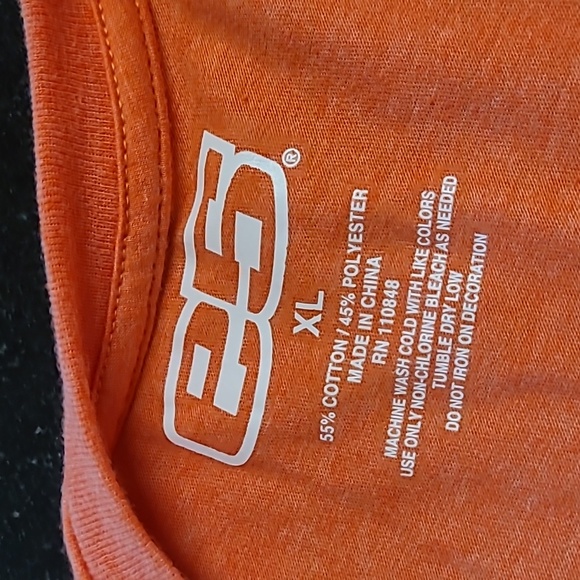 e5®
XL
55% COTTON / 45% POLYESTER
MADE IN CHINA
RN 110848
MACHINE WASH COLD WITH LIKE COLORS
USE ONLY NON-CHLORINE BLEACH AS NEEDED
TUMBLE DRY LOW
DO NOT IRON ON DECORATION